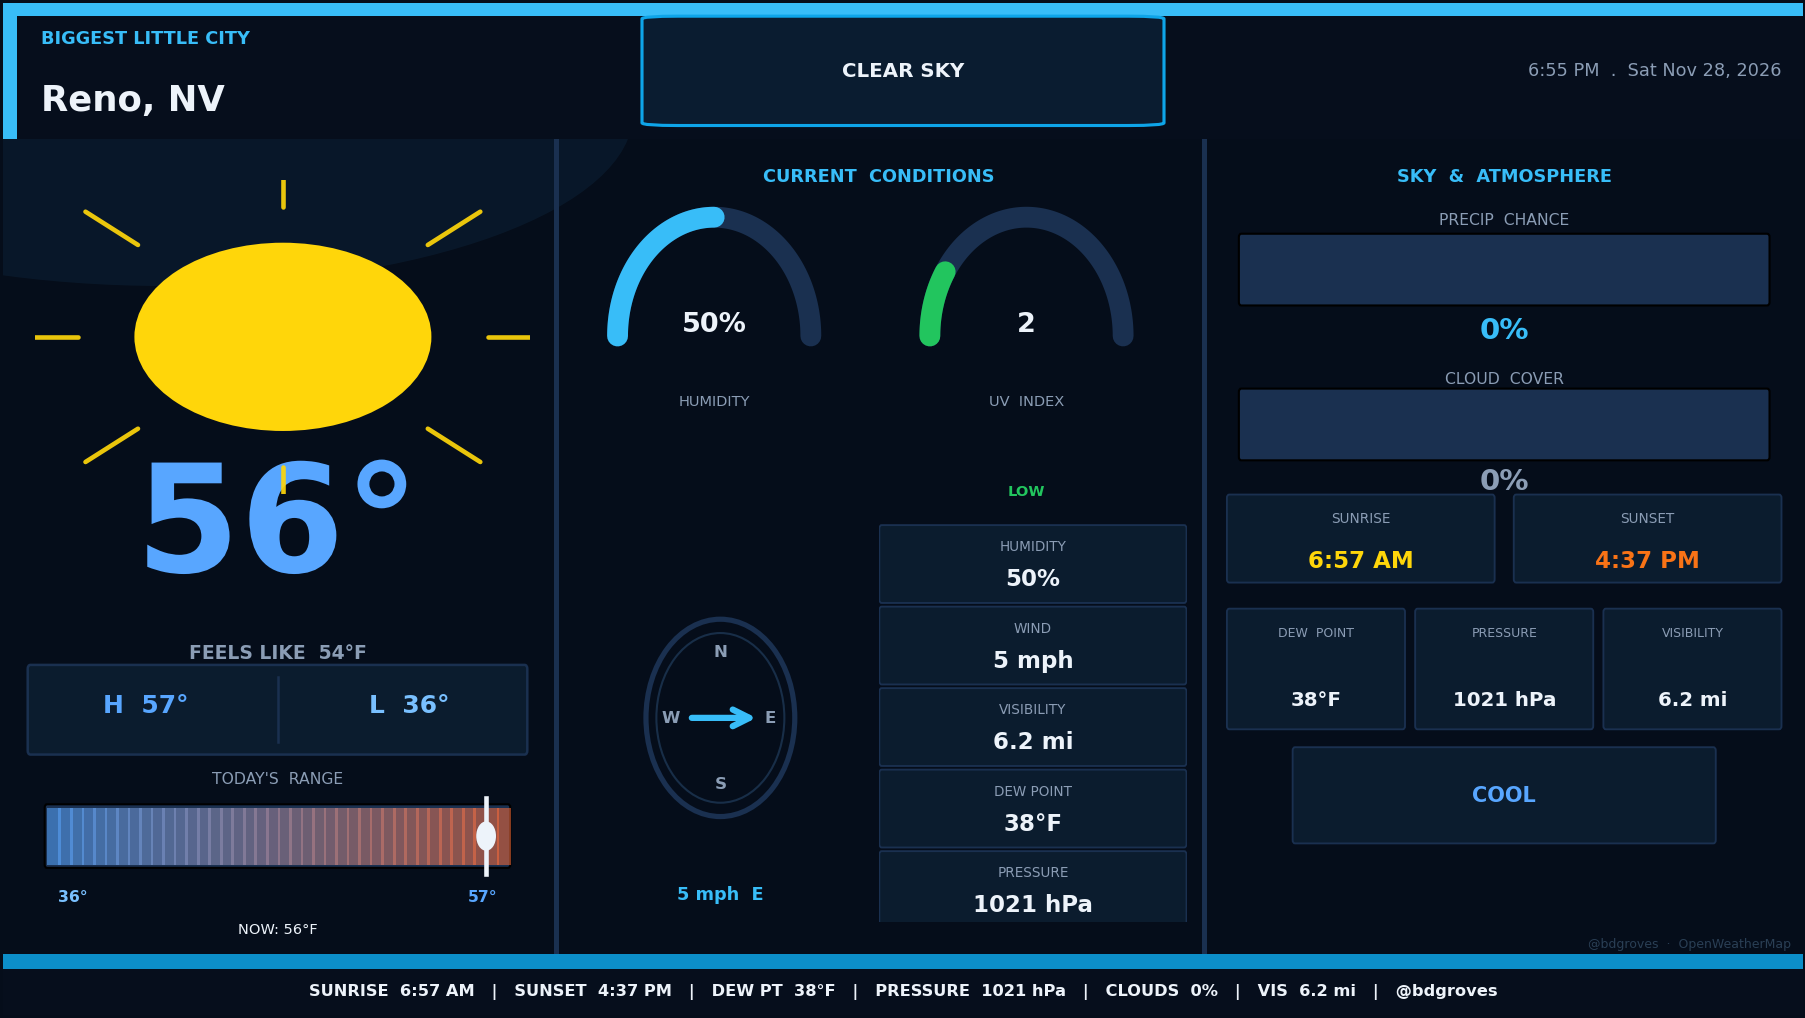 BIGGEST LITTLE CITY
Reno, NV
CLEAR SKY
6:55 PM . Sat Nov 28, 2026
56°
FEELS LIKE 54°F
H 57°
L 36°
TODAY'S RANGE
36°
57°
NOW: 56°F
CURRENT CONDITIONS
50%
HUMIDITY
2
UV INDEX
LOW
N
W
E
S
5 mph E
HUMIDITY
50%
WIND
5 mph
VISIBILITY
6.2 mi
DEW POINT
38°F
PRESSURE
1021 hPa
SKY & ATMOSPHERE
PRECIP CHANCE
0%
CLOUD COVER
0%
SUNRISE
6:57 AM
SUNSET
4:37 PM
DEW POINT
38°F
PRESSURE
1021 hPa
VISIBILITY
6.2 mi
COOL
@bdgroves · OpenWeatherMap
SUNRISE 6:57 AM | SUNSET 4:37 PM | DEW PT 38°F | PRESSURE 1021 hPa | CLOUDS 0% | VIS 6.2 mi | @bdgroves